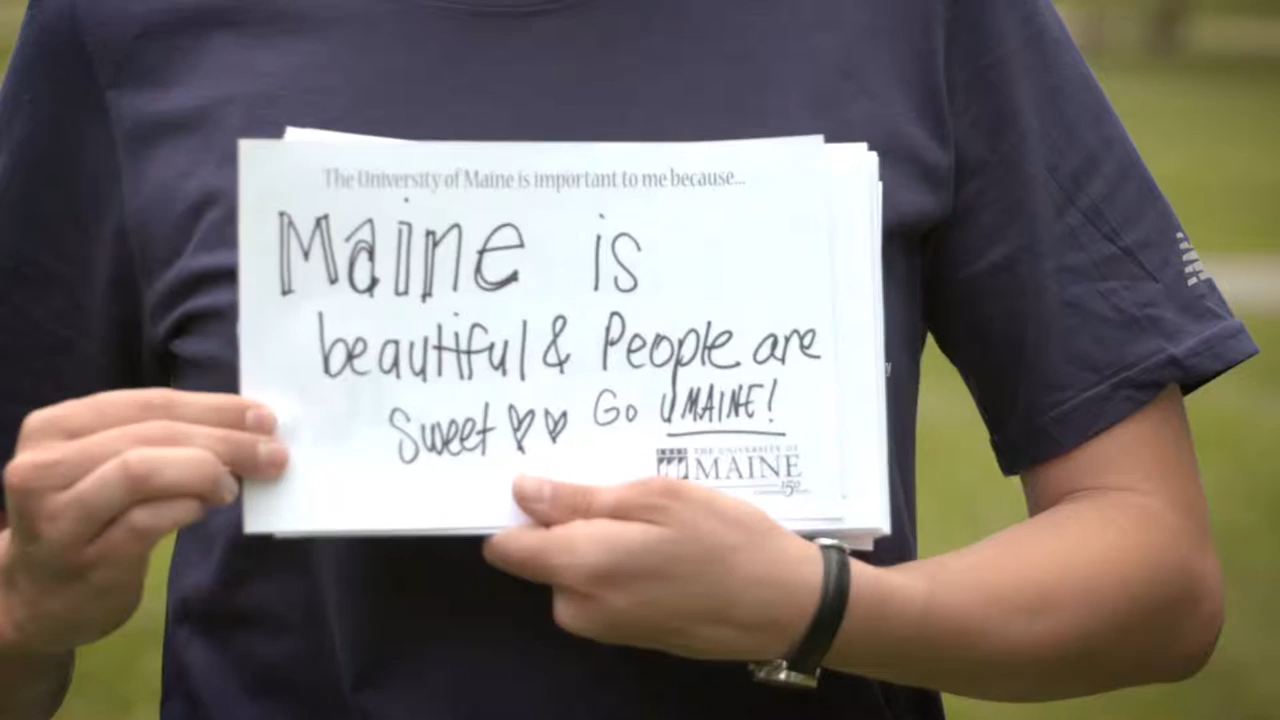 The University of Maine is important to me because...
Maine is
beautiful & People are
Sweet ♡♡ Go UMAINE!
THE UNIVERSITY OF
MAINE
150